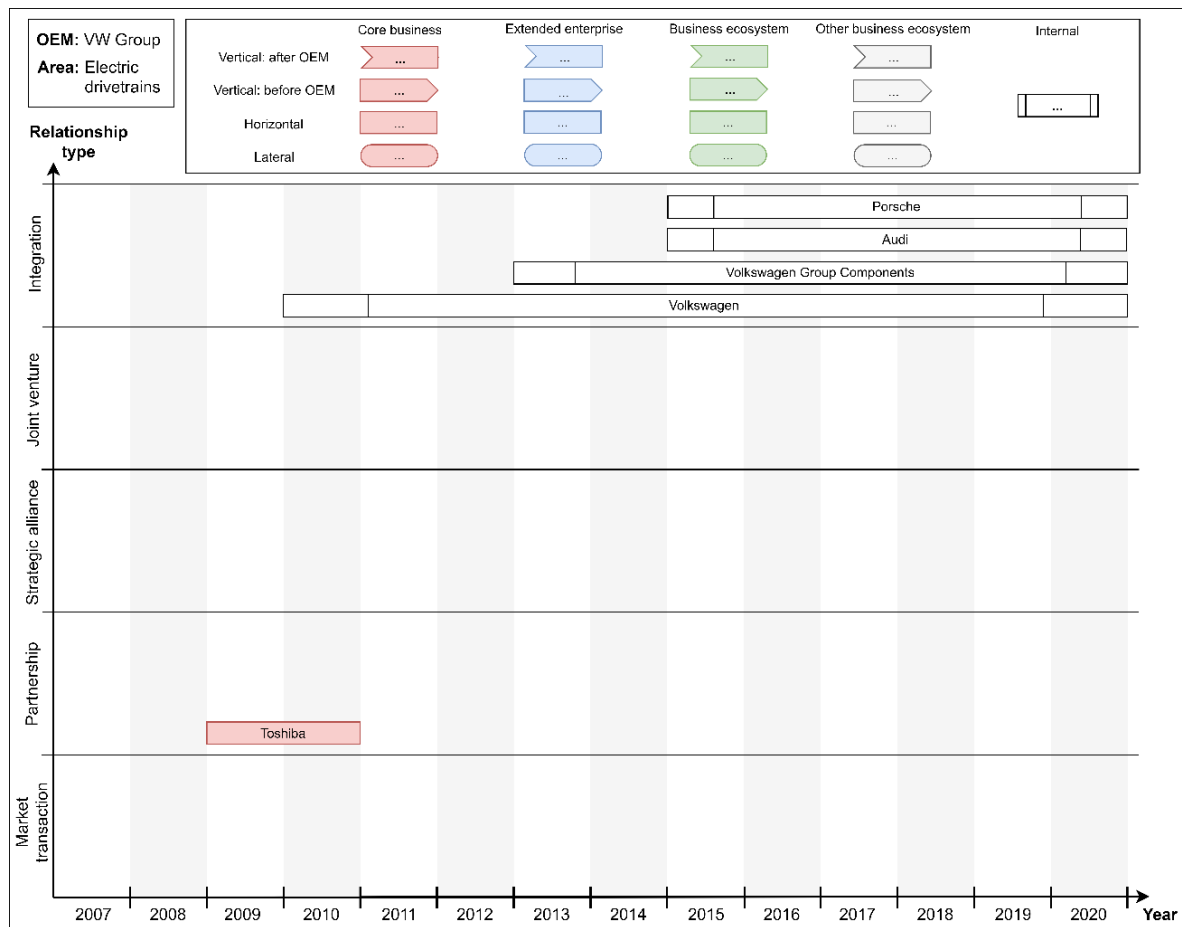 OEM: VW Group
Area: Electric
drivetrains
Core business
Extended enterprise
Business ecosystem
Other business ecosystem
Internal
Vertical: after OEM
...
...
...
...
Vertical: before OEM
...
...
...
...
...
Horizontal
...
...
...
...
Lateral
...
...
...
...
Relationship
type
Integration
Porsche
Audi
Volkswagen Group Components
Volkswagen
Joint venture
Strategic alliance
Partnership
Toshiba
Market
transaction
2007
2008
2009
2010
2011
2012
2013
2014
2015
2016
2017
2018
2019
2020
Year